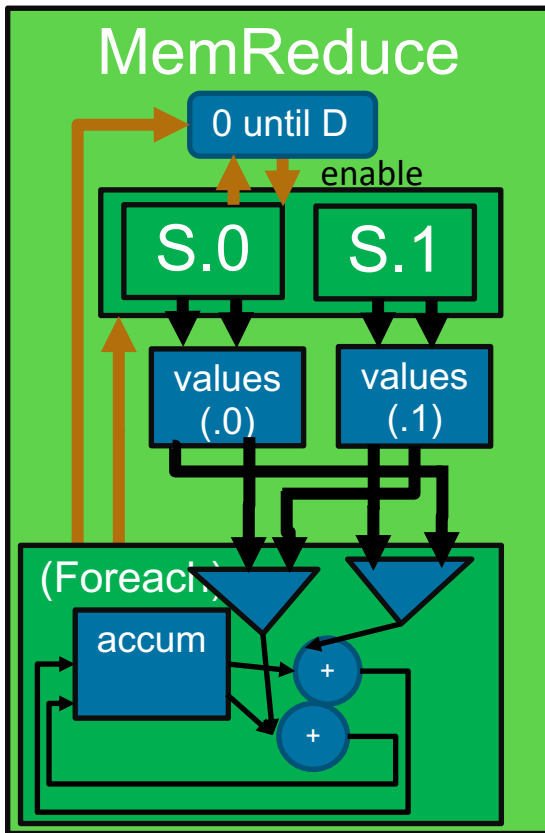 MemReduce
0 until D
enable
S.0
S.1
values
(.0)
values
(.1)
(Foreach)
accum
+
+